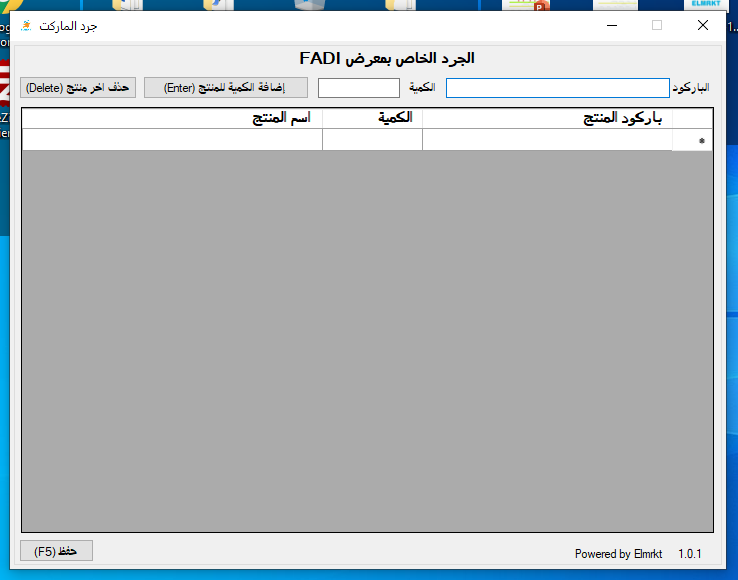 ELMRKT
جرد الماركت
الجرد الخاص بمعرض FADI
الباركود
الكمية
إضافة الكمية للمنتج (Enter)
حذف اخر منتج (Delete)
باركود المنتج
الكمية
اسم المنتج
حفظ (F5)
Powered by Elmrkt
1.0.1